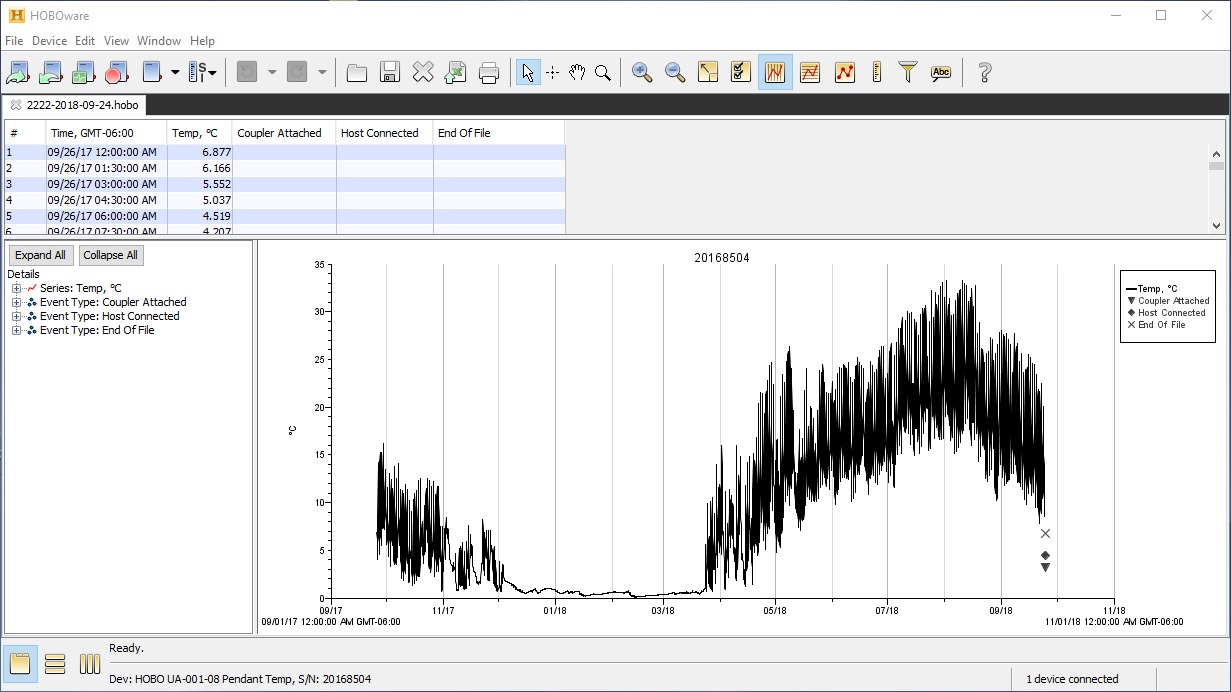 HOBOware
File Device Edit View Window Help
S
I
Abc
?
2222-2018-09-24.hobo
# Time, GMT-06:00 Temp, °C Coupler Attached Host Connected End Of File
1 09/26/17 12:00:00 AM 6.877
2 09/26/17 01:30:00 AM 6.166
3 09/26/17 03:00:00 AM 5.552
4 09/26/17 04:30:00 AM 5.037
5 09/26/17 06:00:00 AM 4.519
6 09/26/17 07:30:00 AM 4.207
Expand All Collapse All
Details
Series: Temp, °C
Event Type: Coupler Attached
Event Type: Host Connected
Event Type: End Of File
20168504
35
30
25
20
15
10
5
0
°C
09/17 11/17 01/18 03/18 05/18 07/18 09/18 11/18
09/01/17 12:00:00 AM GMT-06:00 11/01/18 12:00:00 AM GMT-06:00
Temp, °C
Coupler Attached
Host Connected
End Of File
Ready.
Dev: HOBO UA-001-08 Pendant Temp, S/N: 20168504 1 device connected